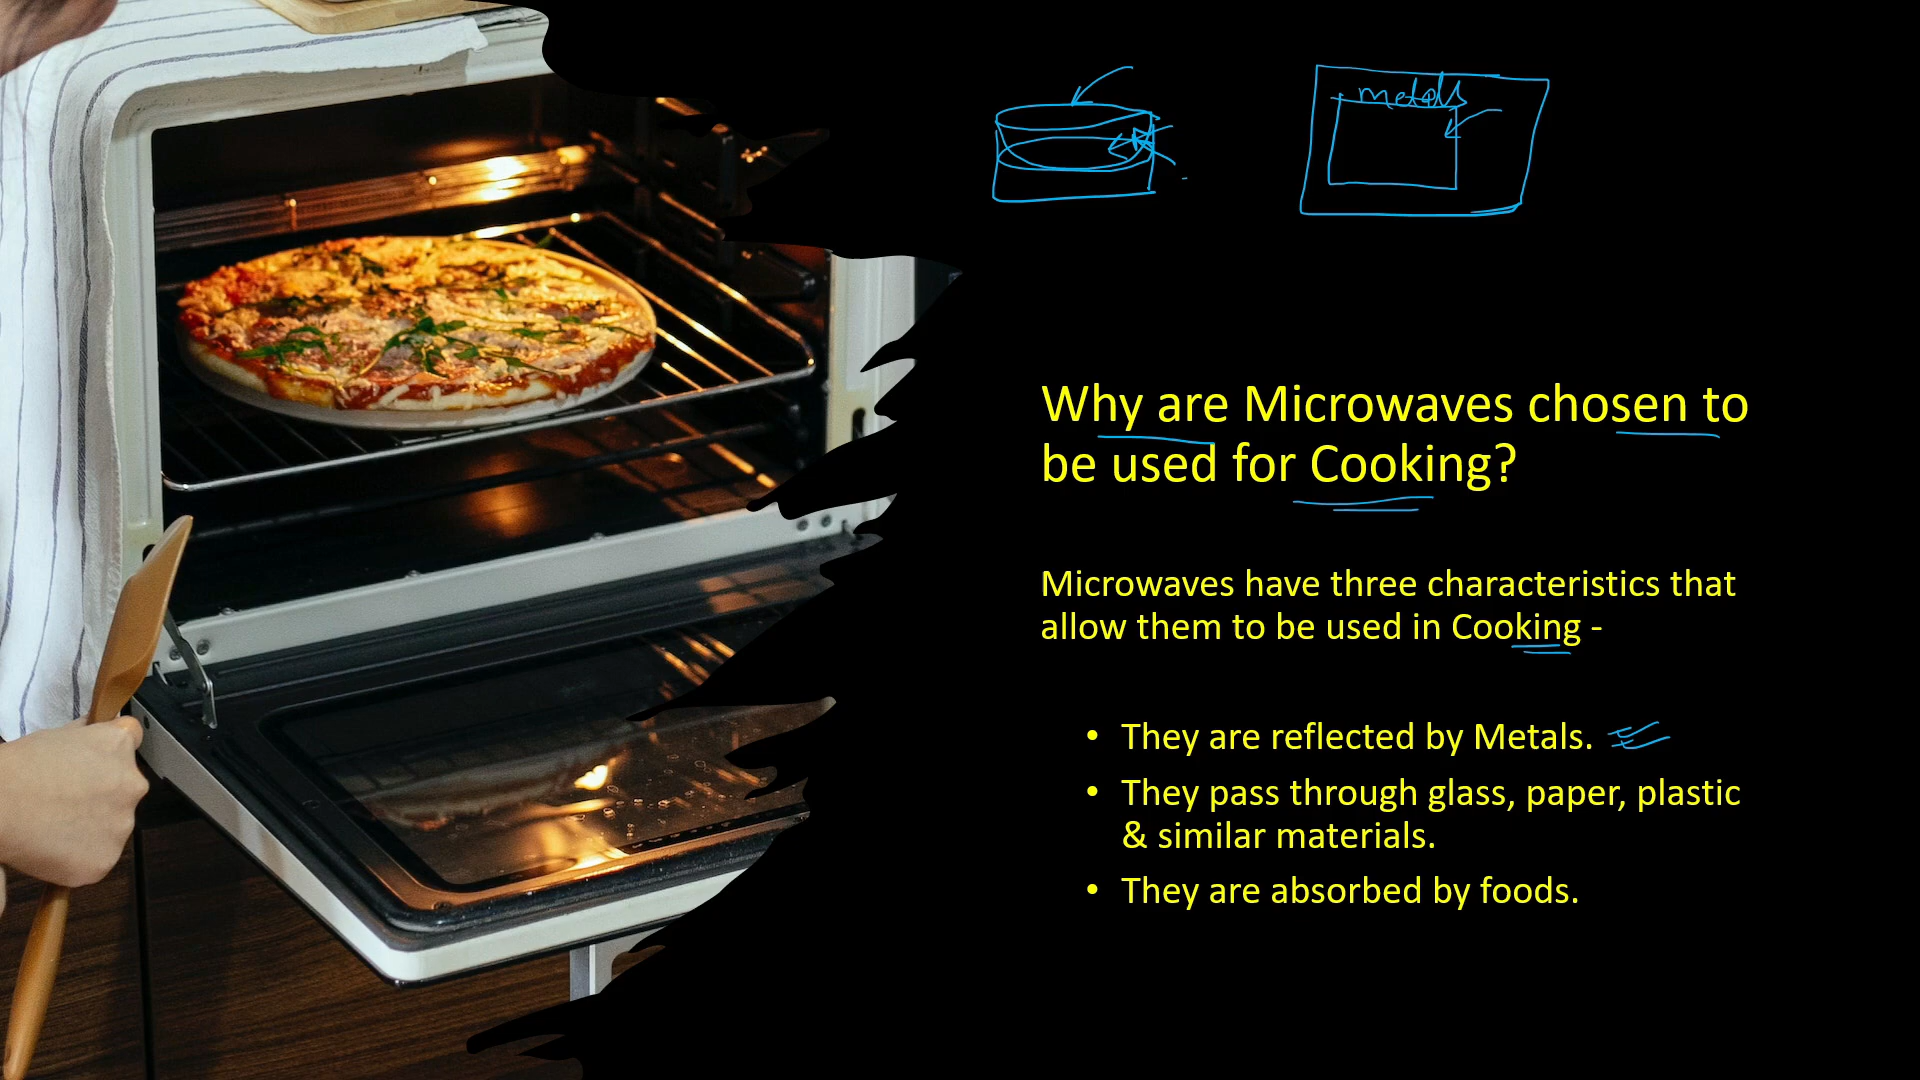 metals
Why are Microwaves chosen to
be used for Cooking?
Microwaves have three characteristics that
allow them to be used in Cooking -
• They are reflected by Metals.
• They pass through glass, paper, plastic
& similar materials.
• They are absorbed by foods.